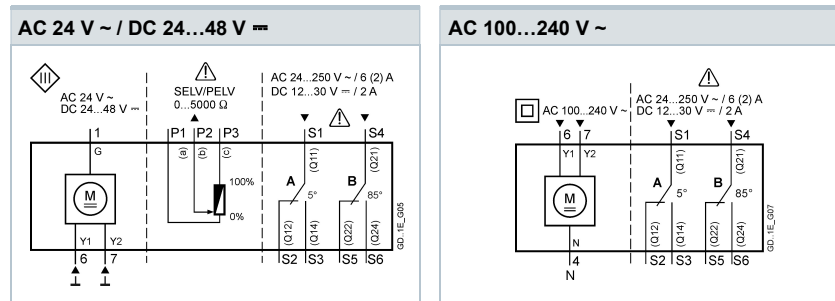 AC 24 V ~ / DC 24...48 V ⎓
AC 24 V ~
DC 24...48 V ⎓
SELV/PELV
0...5000 Ω
AC 24...250 V ~ / 6 (2) A
DC 12...30 V ⎓ / 2 A
1 P1 P2 P3 S1 S4
G (a) (b) (c) (Q11) (Q21)
100%
A 5° B 85°
M
0%
Y1 Y2 (Q12) (Q14) (Q22) (Q24)
6 7 S2 S3 S5 S6
GD..1E_G05
AC 100...240 V ~
AC 100...240 V ~
AC 24...250 V ~ / 6 (2) A
DC 12...30 V ⎓ / 2 A
6 7 S1 S4
Y1 Y2 (Q11) (Q21)
A 5° B 85°
M
N (Q12) (Q14) (Q22) (Q24)
4 S2 S3 S5 S6
N
GD..1E_G07